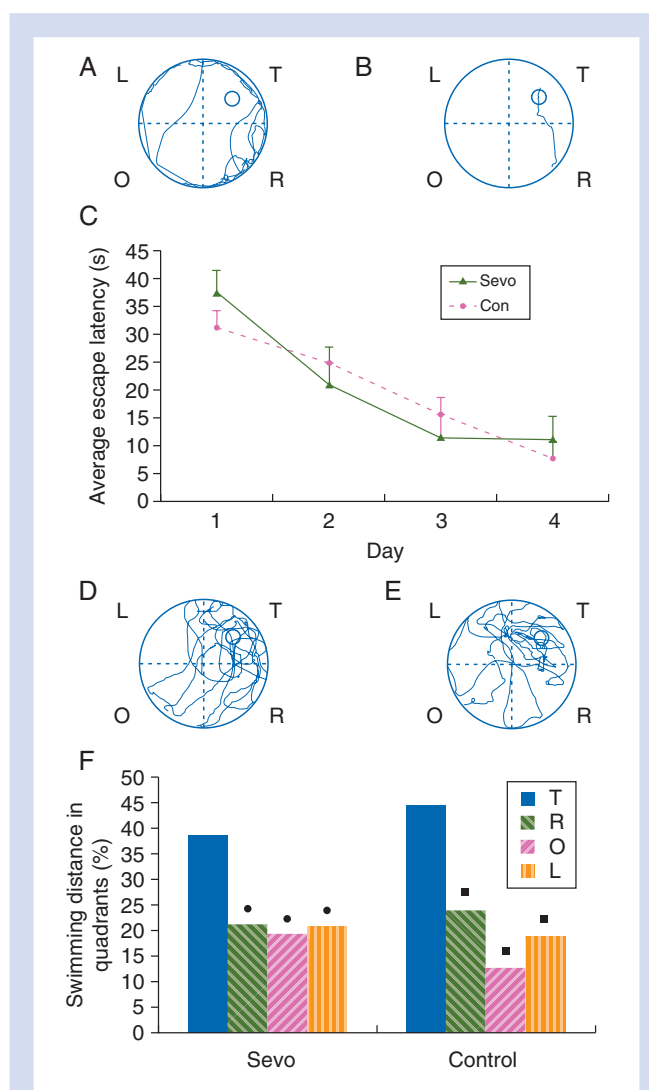 A
L
T
O
R
B
L
T
O
R
C
Average escape latency (s)
45
40
35
30
25
20
15
10
5
0
Sevo
Con
1 2 3 4
Day
D
L
T
O
R
E
L
T
O
R
F
Swimming distance in
quadrants (%)
50
45
40
35
30
25
20
15
10
5
0
T
R
O
L
Sevo Control